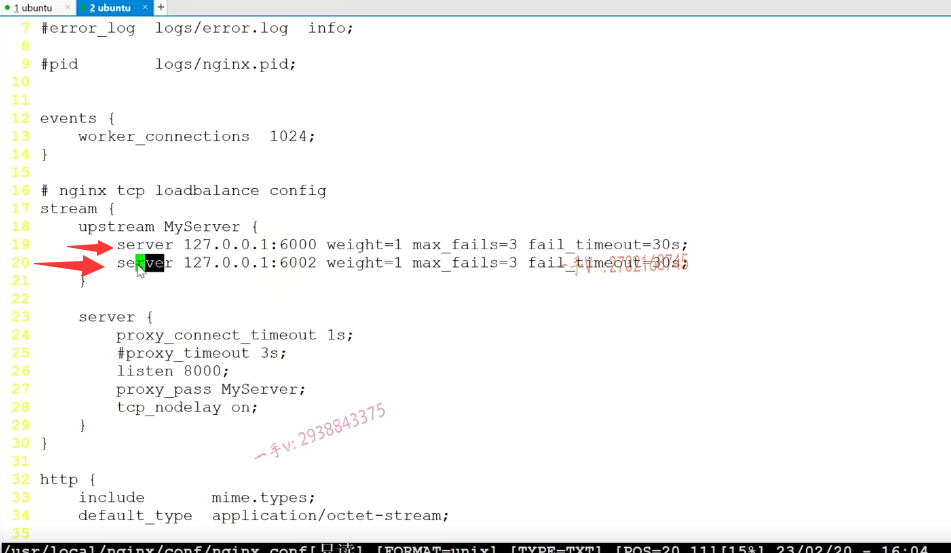 1 ubuntu × 2 ubuntu × +
7 #error_log logs/error.log info;
8
9 #pid logs/nginx.pid;
10
11
12 events {
13 worker_connections 1024;
14 }
15
16 # nginx tcp loadbalance config
17 stream {
18 upstream MyServer {
19 server 127.0.0.1:6000 weight=1 max_fails=3 fail_timeout=30s;
20 server 127.0.0.1:6002 weight=1 max_fails=3 fail_timeout=30s;
21 }
22
23 server {
24 proxy_connect_timeout 1s;
25 #proxy_timeout 3s;
26 listen 8000;
27 proxy_pass MyServer;
28 tcp_nodelay on;
29 }
一手v: 2938843375
30 }
31
32 http {
33 include mime.types;
34 default_type application/octet-stream;
35
/usr/local/nginx/conf/nginx.conf[只读] [FORMAT=unix] [TYPE=TXT] [POS=20,11][15%] 23/02/20 - 16:04